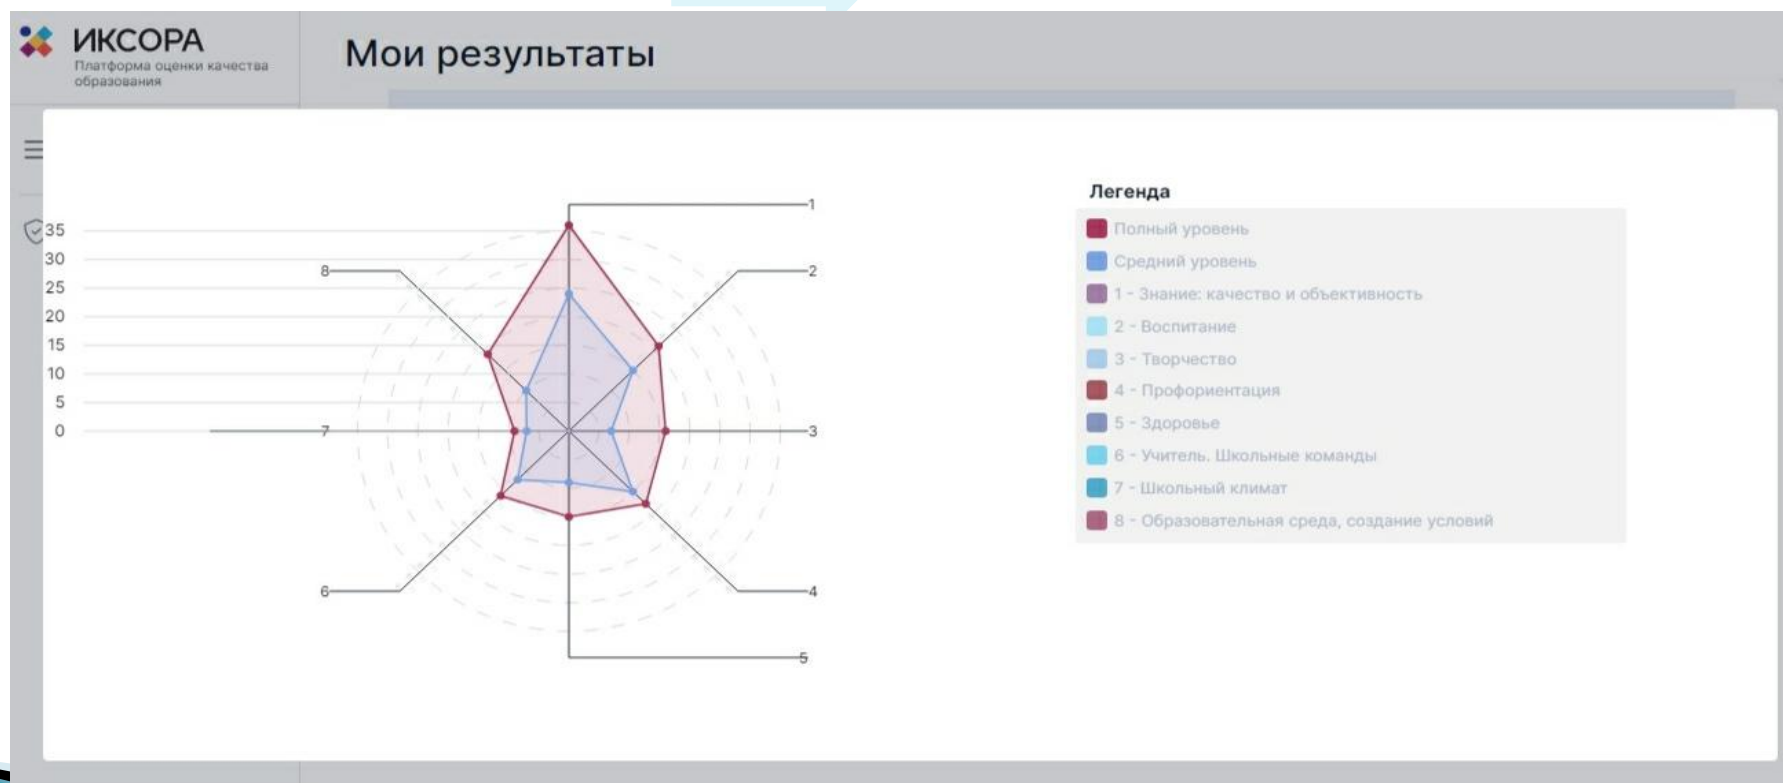 ИКСОРА
Платформа оценки качества
образования
Мои результаты
35
30
25
20
15
10
5
0
1
2
3
4
5
6
7
8
Легенда
Полный уровень
Средний уровень
1 - Знание: качество и объективность
2 - Воспитание
3 - Творчество
4 - Профориентация
5 - Здоровье
6 - Учитель. Школьные команды
7 - Школьный климат
8 - Образовательная среда, создание условий